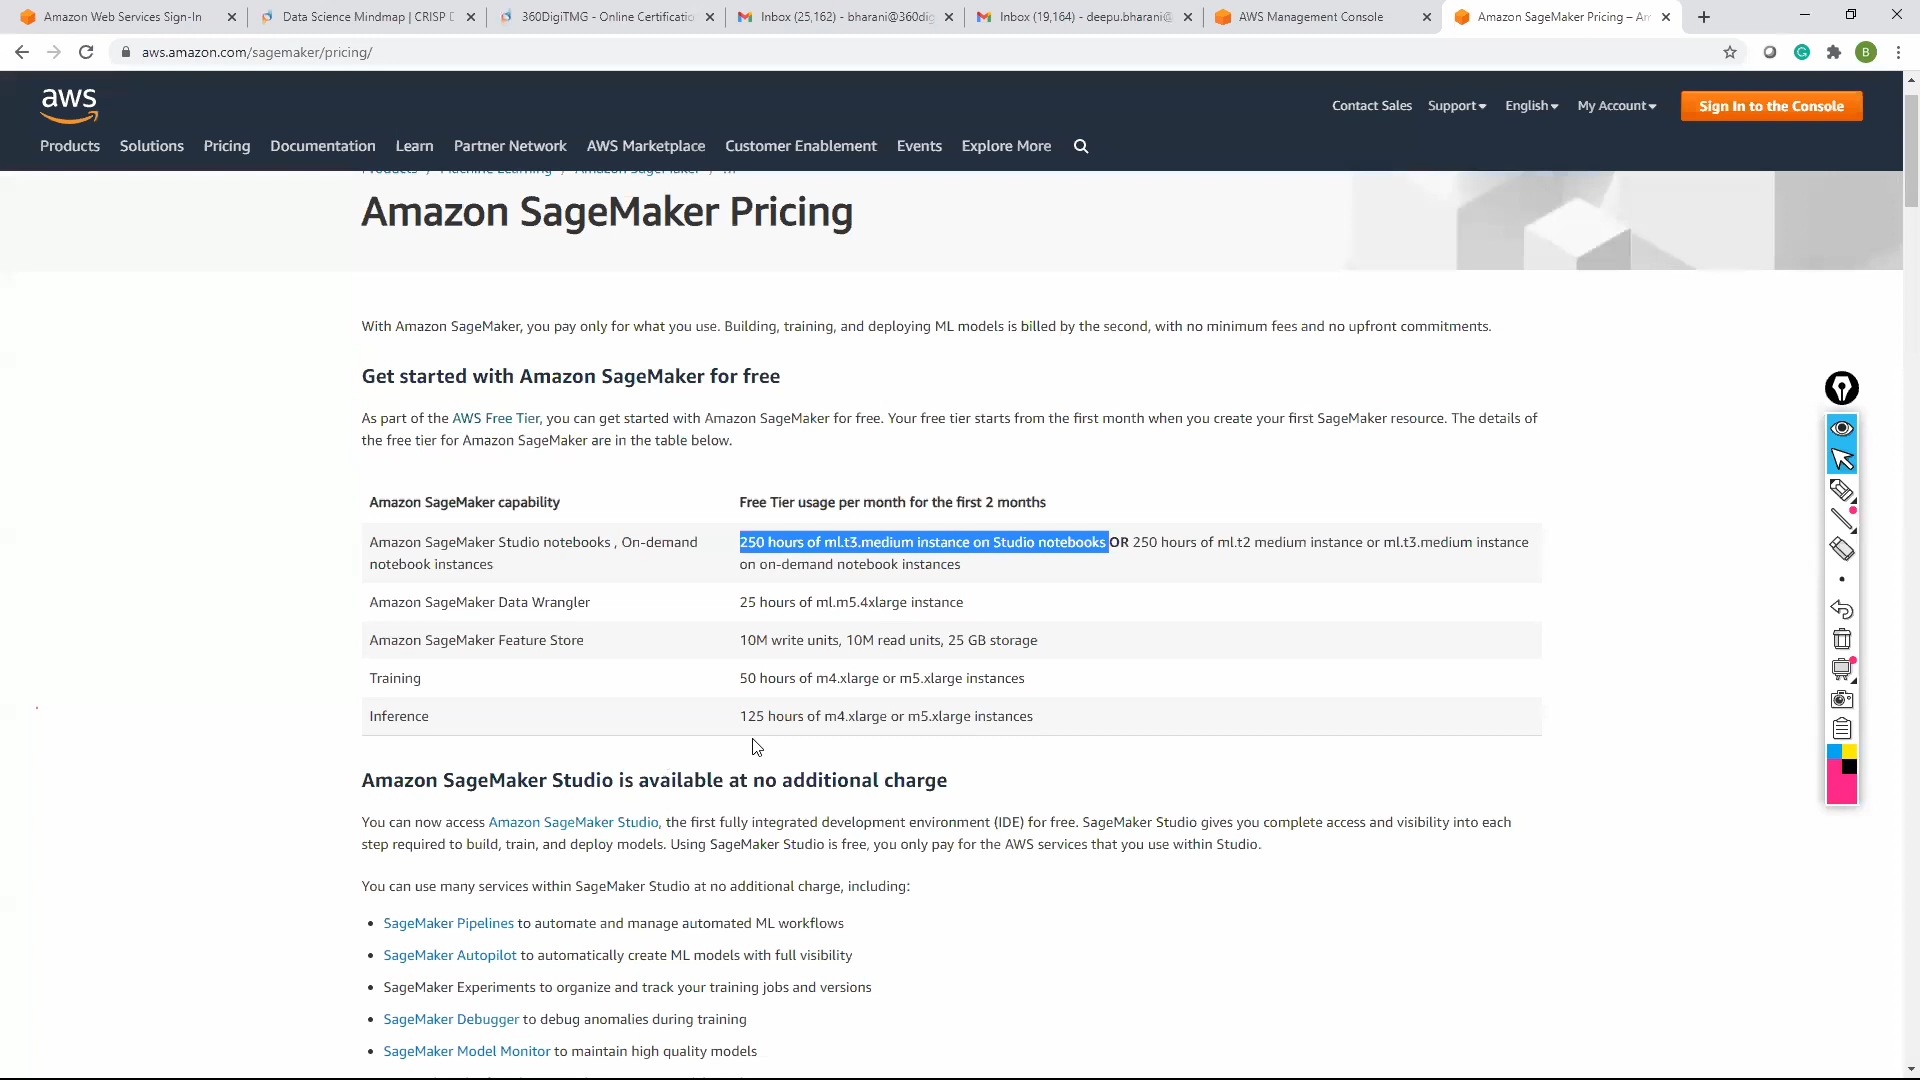 Amazon Web Services Sign-In
Data Science Mindmap | CRISP D
360DigiTMG - Online Certificatio
Inbox (25,162) - bharani@360dig
Inbox (19,164) - deepu.bharani@
AWS Management Console
Amazon SageMaker Pricing – Am
aws.amazon.com/sagemaker/pricing/
B
aws
Contact Sales Support English My Account Sign In to the Console
Products Solutions Pricing Documentation Learn Partner Network AWS Marketplace Customer Enablement Events Explore More
Products / Machine Learning / Amazon SageMaker / ...
Amazon SageMaker Pricing
With Amazon SageMaker, you pay only for what you use. Building, training, and deploying ML models is billed by the second, with no minimum fees and no upfront commitments.
Get started with Amazon SageMaker for free
As part of the AWS Free Tier, you can get started with Amazon SageMaker for free. Your free tier starts from the first month when you create your first SageMaker resource. The details of
the free tier for Amazon SageMaker are in the table below.
Amazon SageMaker capability Free Tier usage per month for the first 2 months
Amazon SageMaker Studio notebooks , On-demand 250 hours of ml.t3.medium instance on Studio notebooks OR 250 hours of ml.t2 medium instance or ml.t3.medium instance
notebook instances on on-demand notebook instances
Amazon SageMaker Data Wrangler 25 hours of ml.m5.4xlarge instance
Amazon SageMaker Feature Store 10M write units, 10M read units, 25 GB storage
Training 50 hours of m4.xlarge or m5.xlarge instances
Inference 125 hours of m4.xlarge or m5.xlarge instances
Amazon SageMaker Studio is available at no additional charge
You can now access Amazon SageMaker Studio, the first fully integrated development environment (IDE) for free. SageMaker Studio gives you complete access and visibility into each
step required to build, train, and deploy models. Using SageMaker Studio is free, you only pay for the AWS services that you use within Studio.
You can use many services within SageMaker Studio at no additional charge, including:
• SageMaker Pipelines to automate and manage automated ML workflows
• SageMaker Autopilot to automatically create ML models with full visibility
• SageMaker Experiments to organize and track your training jobs and versions
• SageMaker Debugger to debug anomalies during training
• SageMaker Model Monitor to maintain high quality models